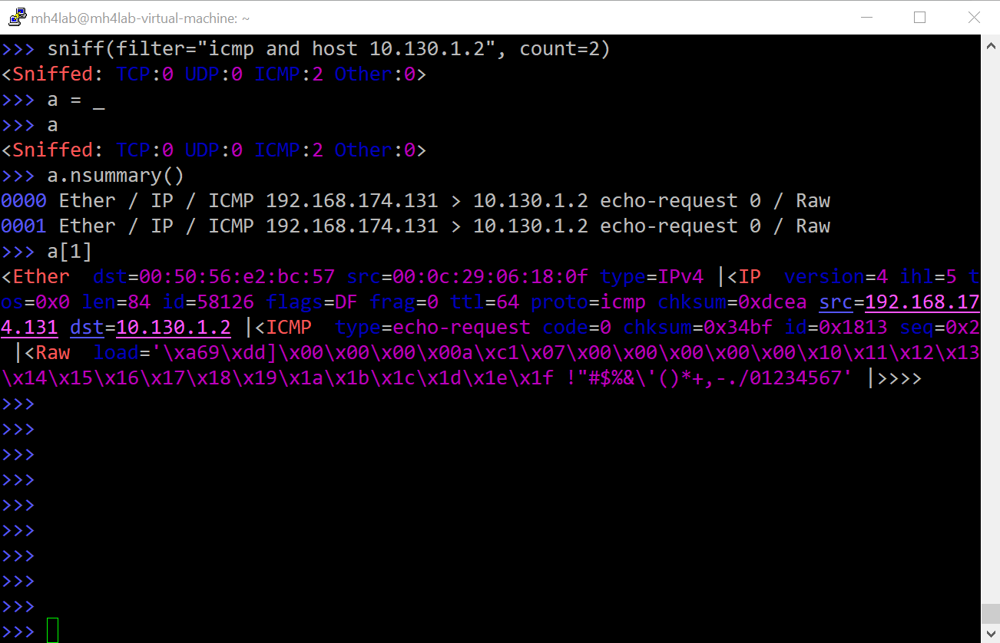 mh4lab@mh4lab-virtual-machine: ~
>>> sniff(filter="icmp and host 10.130.1.2", count=2)
<Sniffed: TCP:0 UDP:0 ICMP:2 Other:0>
>>> a = _
>>> a
<Sniffed: TCP:0 UDP:0 ICMP:2 Other:0>
>>> a.nsummary()
0000 Ether / IP / ICMP 192.168.174.131 > 10.130.1.2 echo-request 0 / Raw
0001 Ether / IP / ICMP 192.168.174.131 > 10.130.1.2 echo-request 0 / Raw
>>> a[1]
<Ether  dst=00:50:56:e2:bc:57 src=00:0c:29:06:18:0f type=IPv4 |<IP  version=4 ihl=5 t
os=0x0 len=84 id=58126 flags=DF frag=0 ttl=64 proto=icmp chksum=0xdcea src=192.168.17
4.131 dst=10.130.1.2 |<ICMP  type=echo-request code=0 chksum=0x34bf id=0x1813 seq=0x2
 |<Raw  load='\xa69\xdd]\x00\x00\x00\x00a\xc1\x07\x00\x00\x00\x00\x00\x10\x11\x12\x13
\x14\x15\x16\x17\x18\x19\x1a\x1b\x1c\x1d\x1e\x1f !"#$%&\'()*+,-./01234567' |>>>>
>>>
>>>
>>>
>>>
>>>
>>>
>>>
>>>
>>>
>>>